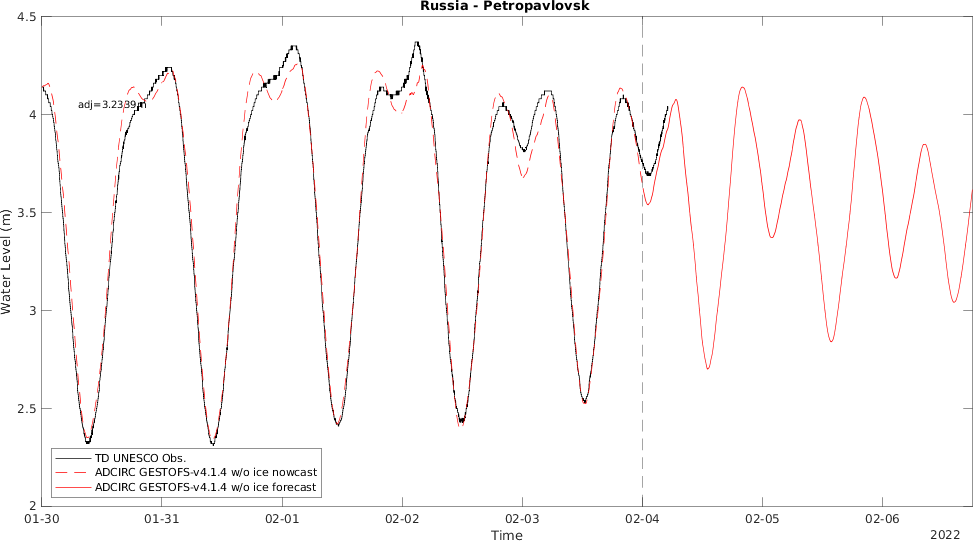 Russia - Petropavlovsk
4.5
4
3.5
3
2.5
2
Water Level (m)
adj=3.2339
TD UNESCO Obs.
ADCIRC GESTOFS-v4.1.4 w/o ice nowcast
ADCIRC GESTOFS-v4.1.4 w/o ice forecast
01-30
01-31
02-01
02-02
02-03
02-04
02-05
02-06
Time
2022